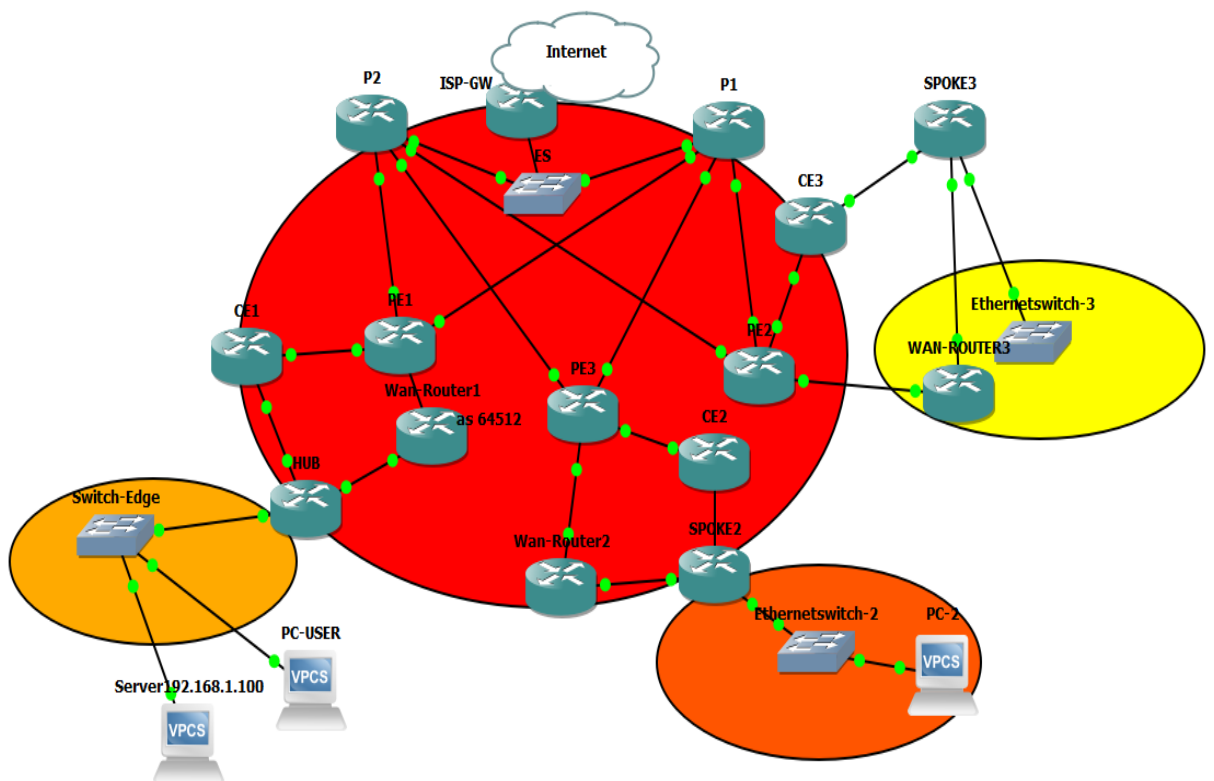 Internet
P2
ISP-GW
P1
SPOKE3
ES
CE3
CE1
PE1
Ethernetswitch-3
PE2
WAN-ROUTER3
PE3
Wan-Router1
as 64512
CE2
HUB
Switch-Edge
SPOKE2
Wan-Router2
Ethernetswitch-2
PC-2
PC-USER
VPCS
VPCS
Server192.168.1.100
VPCS